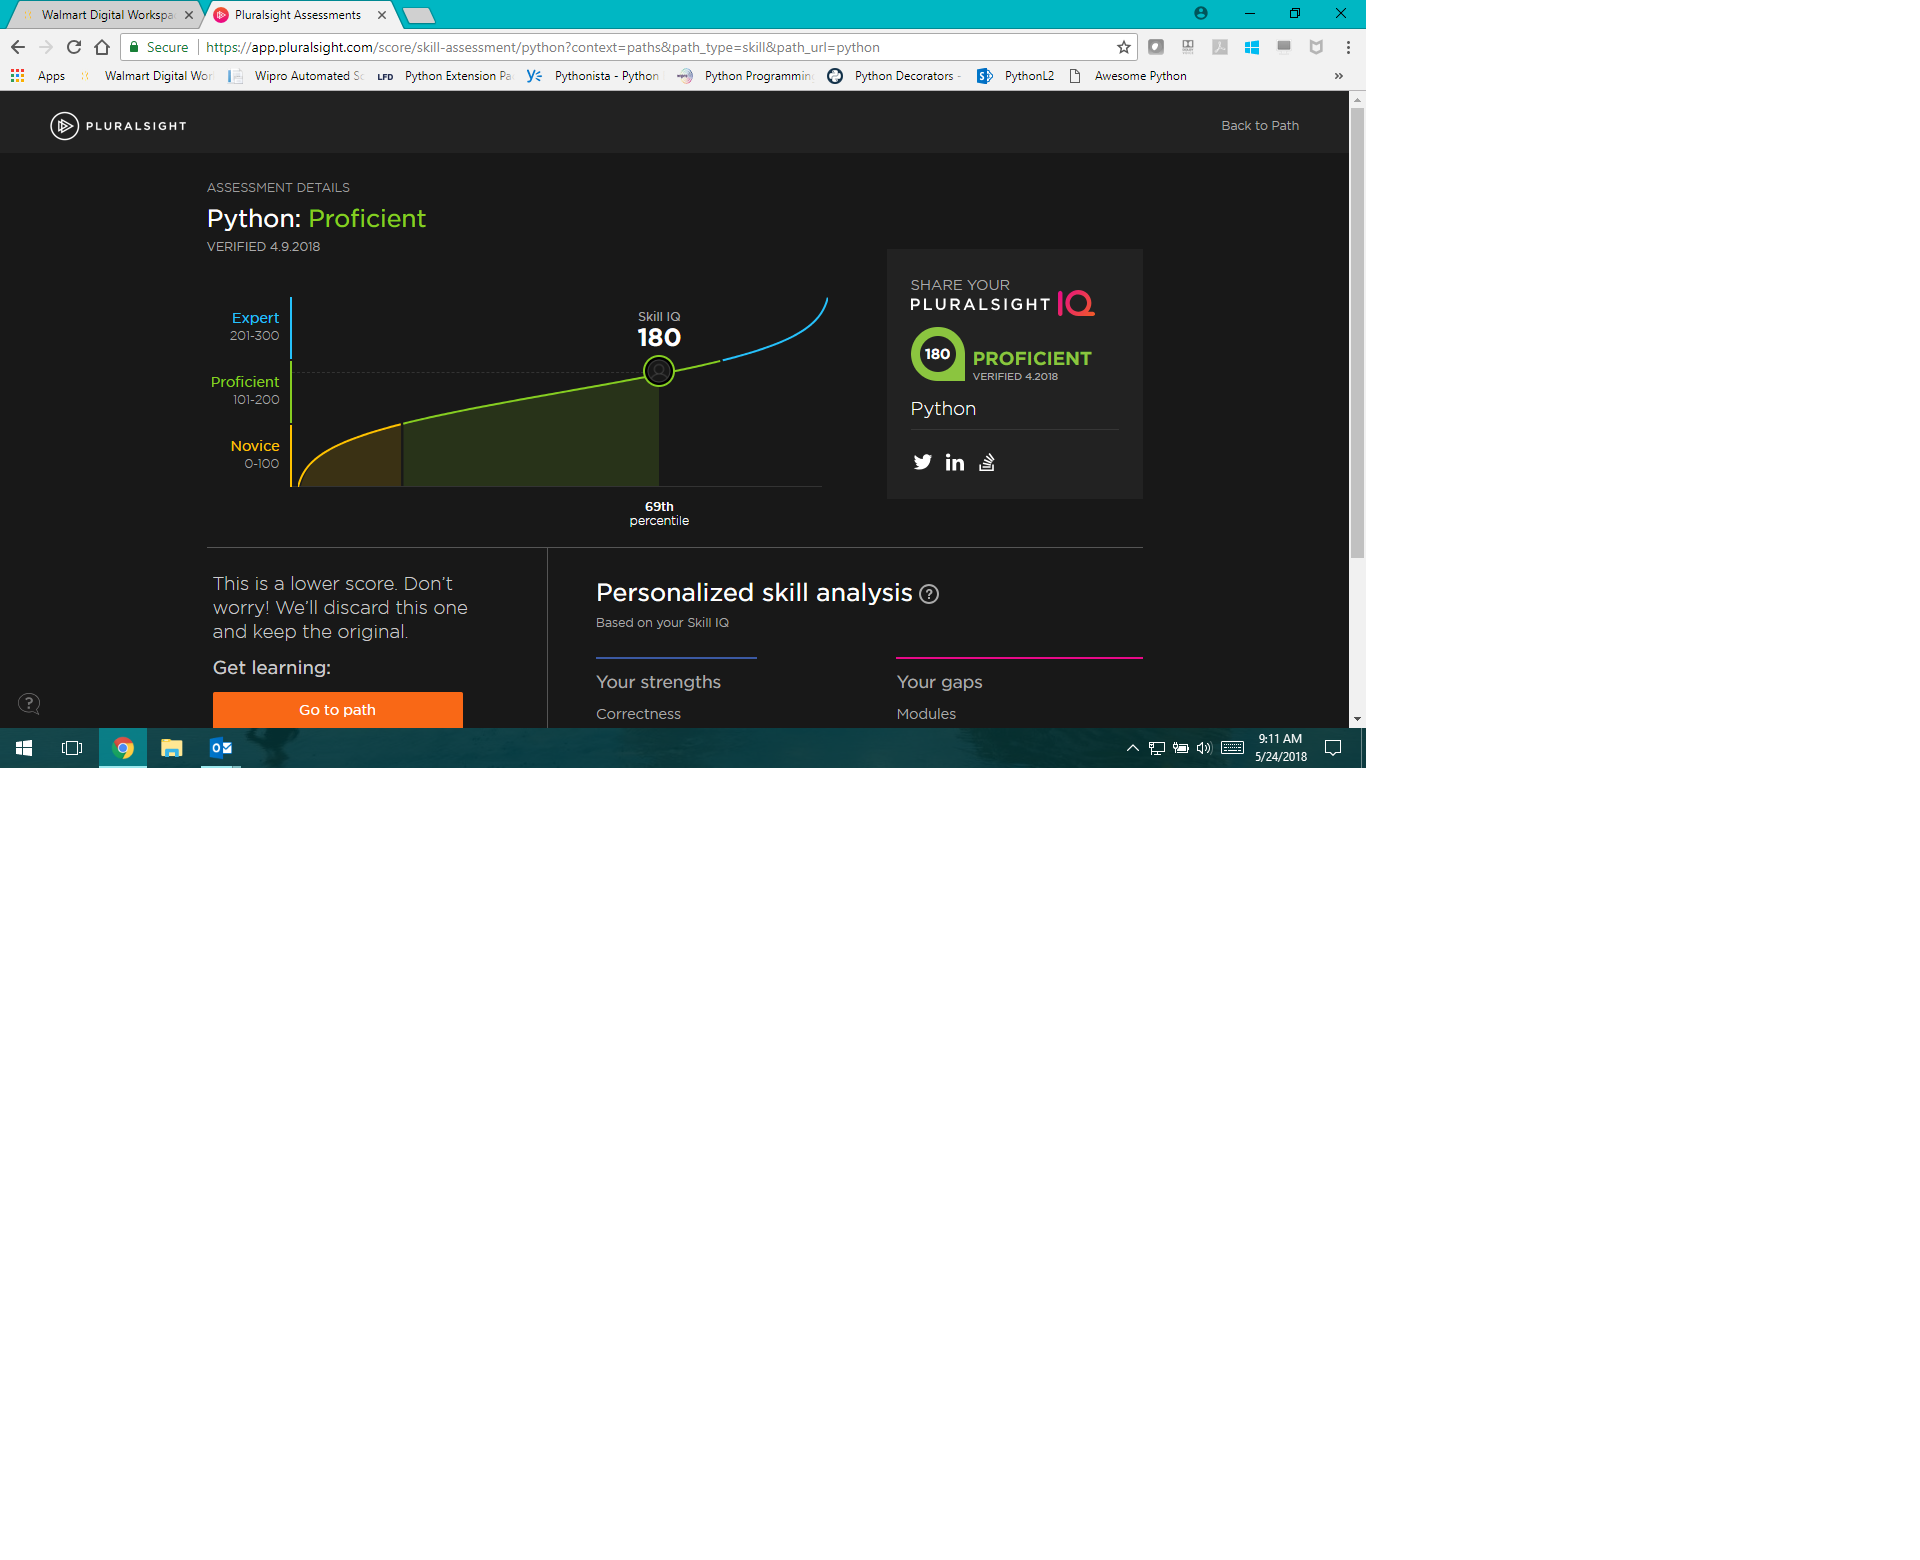 Walmart Digital Workspa
Pluralsight Assessments
Secure
https://app.pluralsight.com/score/skill-assessment/python?context=paths&path_type=skill&path_url=python
Apps
Walmart Digital Wor
Wipro Automated Sc
LFD
Python Extension Pa
Pythonista - Python
Python Programmin
Python Decorators -
PythonL2
Awesome Python
»
PLURALSIGHT
Back to Path
ASSESSMENT DETAILS
Python: Proficient
VERIFIED 4.9.2018
Expert
201-300
Proficient
101-200
Novice
0-100
Skill IQ
180
69th
percentile
SHARE YOUR
PLURALSIGHT IQ
180
PROFICIENT
VERIFIED 4.2018
Python
This is a lower score. Don't
worry! We'll discard this one
and keep the original.
Get learning:
Go to path
Personalized skill analysis ?
Based on your Skill IQ
Your strengths
Correctness
Your gaps
Modules
?
9:11 AM
5/24/2018